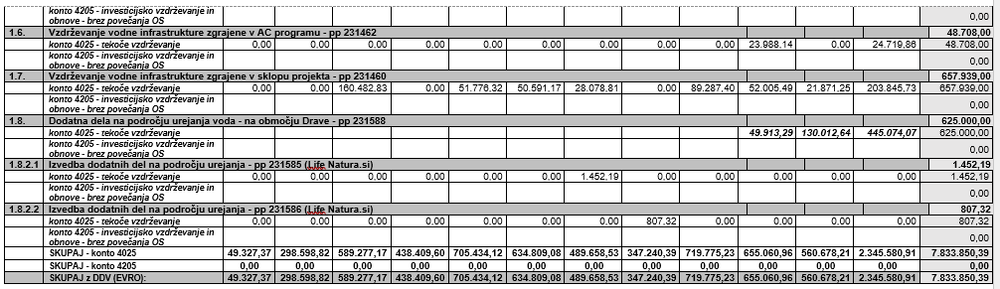 konto 4205 - investicijsko vzdrževanje in
obnove - brez povečanja OS 0,00
1.6. Vzdrževanje vodne infrastrukture zgrajene v AC programu - pp 231462 48.708,00
konto 4025 - tekoče vzdrževanje 0,00 0,00 0,00 0,00 0,00 0,00 0,00 0,00 0,00 23.988,14 0,00 24.719,86 48.708,00
konto 4205 - investicijsko vzdrževanje in
obnove - brez povečanja OS 0,00
1.7. Vzdrževanje vodne infrastrukture zgrajene v sklopu projekta - pp 231460 657.939,00
konto 4025 - tekoče vzdrževanje 0,00 0,00 160.482,83 0,00 51.776,32 50.591,17 28.078,81 0,00 89.287,40 52.005,49 21.871,25 203.845,73 657.939,00
konto 4205 - investicijsko vzdrževanje in
obnove - brez povečanja OS 0,00
1.8. Dodatna dela na področju urejanja voda - na območju Drave - pp 231588 625.000,00
konto 4025 - tekoče vzdrževanje 49.913,29 130.012,64 445.074,07 625.000,00
konto 4205 - investicijsko vzdrževanje in
obnove - brez povečanja OS 0,00
1.8.2.1 Izvedba dodatnih del na področju urejanja - pp 231585 (Life Natura.si) 1.452,19
konto 4025 - tekoče vzdrževanje 0,00 0,00 0,00 0,00 0,00 0,00 1.452,19 0,00 0,00 0,00 0,00 0,00 1.452,19
konto 4205 - investicijsko vzdrževanje in
obnove - brez povečanja OS 0,00
1.8.2.2 Izvedba dodatnih del na področju urejanja - pp 231586 (Life Natura.si) 807,32
konto 4025 - tekoče vzdrževanje 0,00 0,00 0,00 0,00 0,00 0,00 0,00 807,32 0,00 0,00 0,00 0,00 807,32
konto 4205 - investicijsko vzdrževanje in
obnove - brez povečanja OS 0,00
SKUPAJ - konto 4025 49.327,37 298.598,82 589.277,17 438.409,60 705.434,12 634.809,08 489.658,53 347.240,39 719.775,23 655.060,96 560.678,21 2.345.580,91 7.833.850,39
SKUPAJ - konto 4205 0,00 0,00 0,00 0,00 0,00 0,00 0,00 0,00 0,00 0,00 0,00 0,00 0,00
SKUPAJ z DDV (EVRO): 49.327,37 298.598,82 589.277,17 438.409,60 705.434,12 634.809,08 489.658,53 347.240,39 719.775,23 655.060,96 560.678,21 2.345.580,91 7.833.850,39